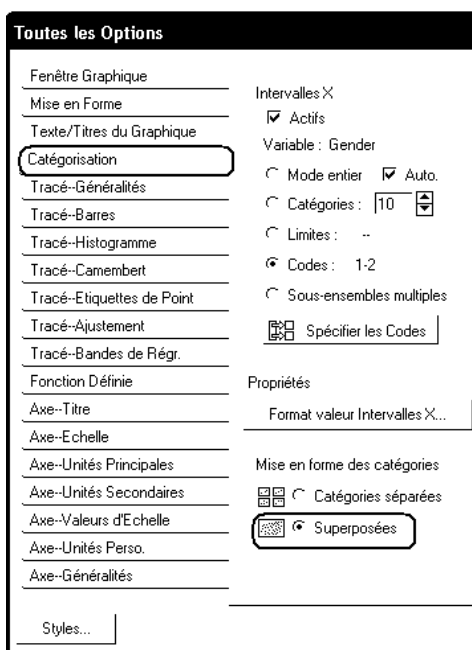 Toutes les Options
Fenêtre Graphique
Mise en Forme
Texte/Titres du Graphique
Catégorisation
Tracé--Généralités
Tracé--Barres
Tracé--Histogramme
Tracé--Camembert
Tracé--Etiquettes de Point
Tracé--Ajustement
Tracé--Bandes de Régr.
Fonction Définie
Axe--Titre
Axe--Echelle
Axe--Unités Principales
Axe--Unités Secondaires
Axe--Valeurs d'Echelle
Axe--Unités Perso.
Axe--Généralités
Styles...
Intervalles X
Actifs
Variable : Gender
Mode entier Auto.
Catégories : 10
Limites : --
Codes : 1-2
Sous-ensembles multiples
Spécifier les Codes
Propriétés
Format valeur Intervalles X...
Mise en forme des catégories
Catégories séparées
Superposées